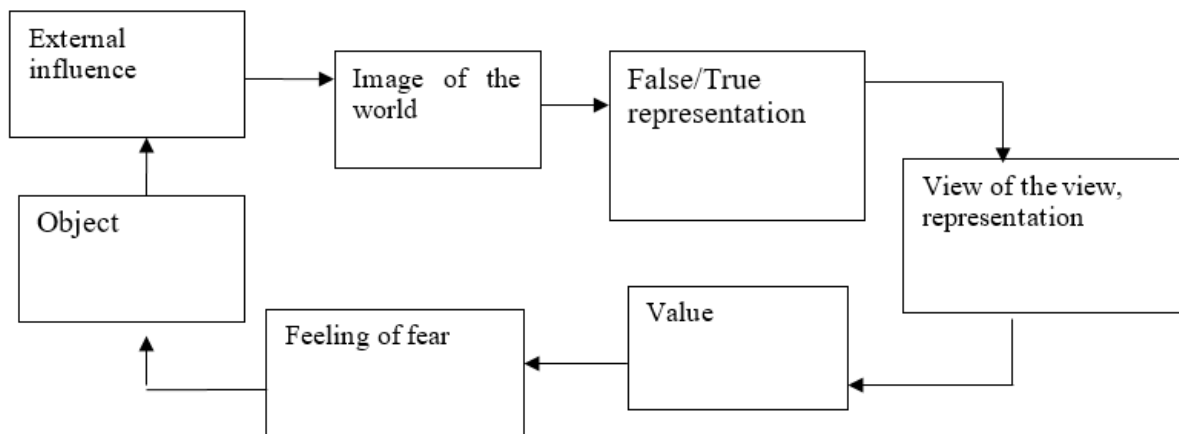 External
influence
Image of the
world
False/True
representation
View of the view,
representation
Object
Value
Feeling of fear